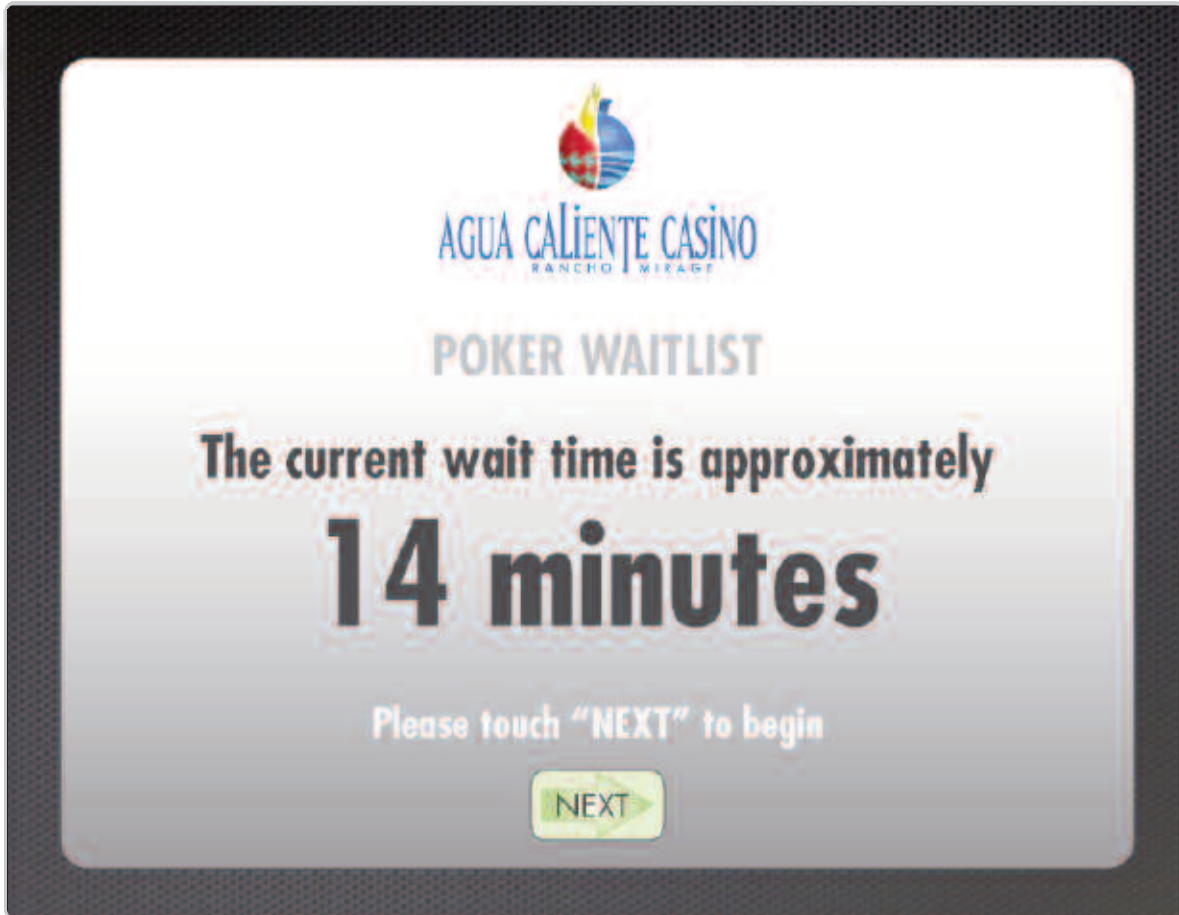 AGUA CALiENTE CASiNO
RANCHO MIRAGE
POKER WAITLIST
The current wait time is approximately
14 minutes
Please touch “NEXT” to begin
NEXT